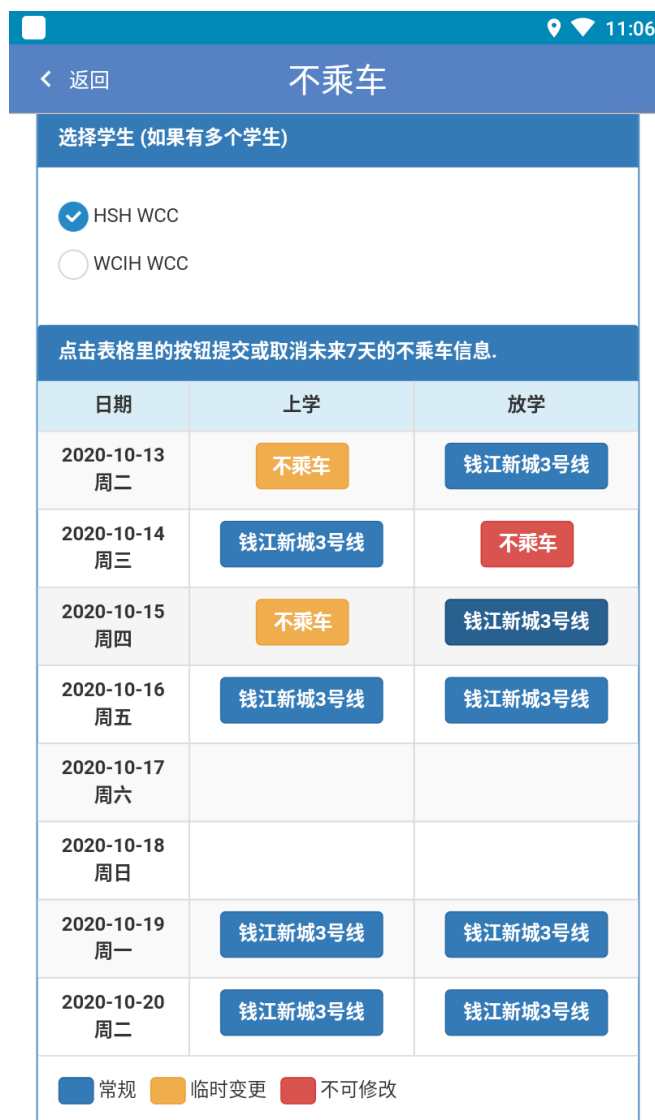 11:06
返回
不乘车
选择学生 (如果有多个学生)
HSH WCC
WCIH WCC
点击表格里的按钮提交或取消未来7天的不乘车信息.
日期 上学 放学
2020-10-13
周二
不乘车 钱江新城3号线
2020-10-14
周三
钱江新城3号线 不乘车
2020-10-15
周四
不乘车 钱江新城3号线
2020-10-16
周五
钱江新城3号线 钱江新城3号线
2020-10-17
周六
2020-10-18
周日
2020-10-19
周一
钱江新城3号线 钱江新城3号线
2020-10-20
周二
钱江新城3号线 钱江新城3号线
常规 临时变更 不可修改